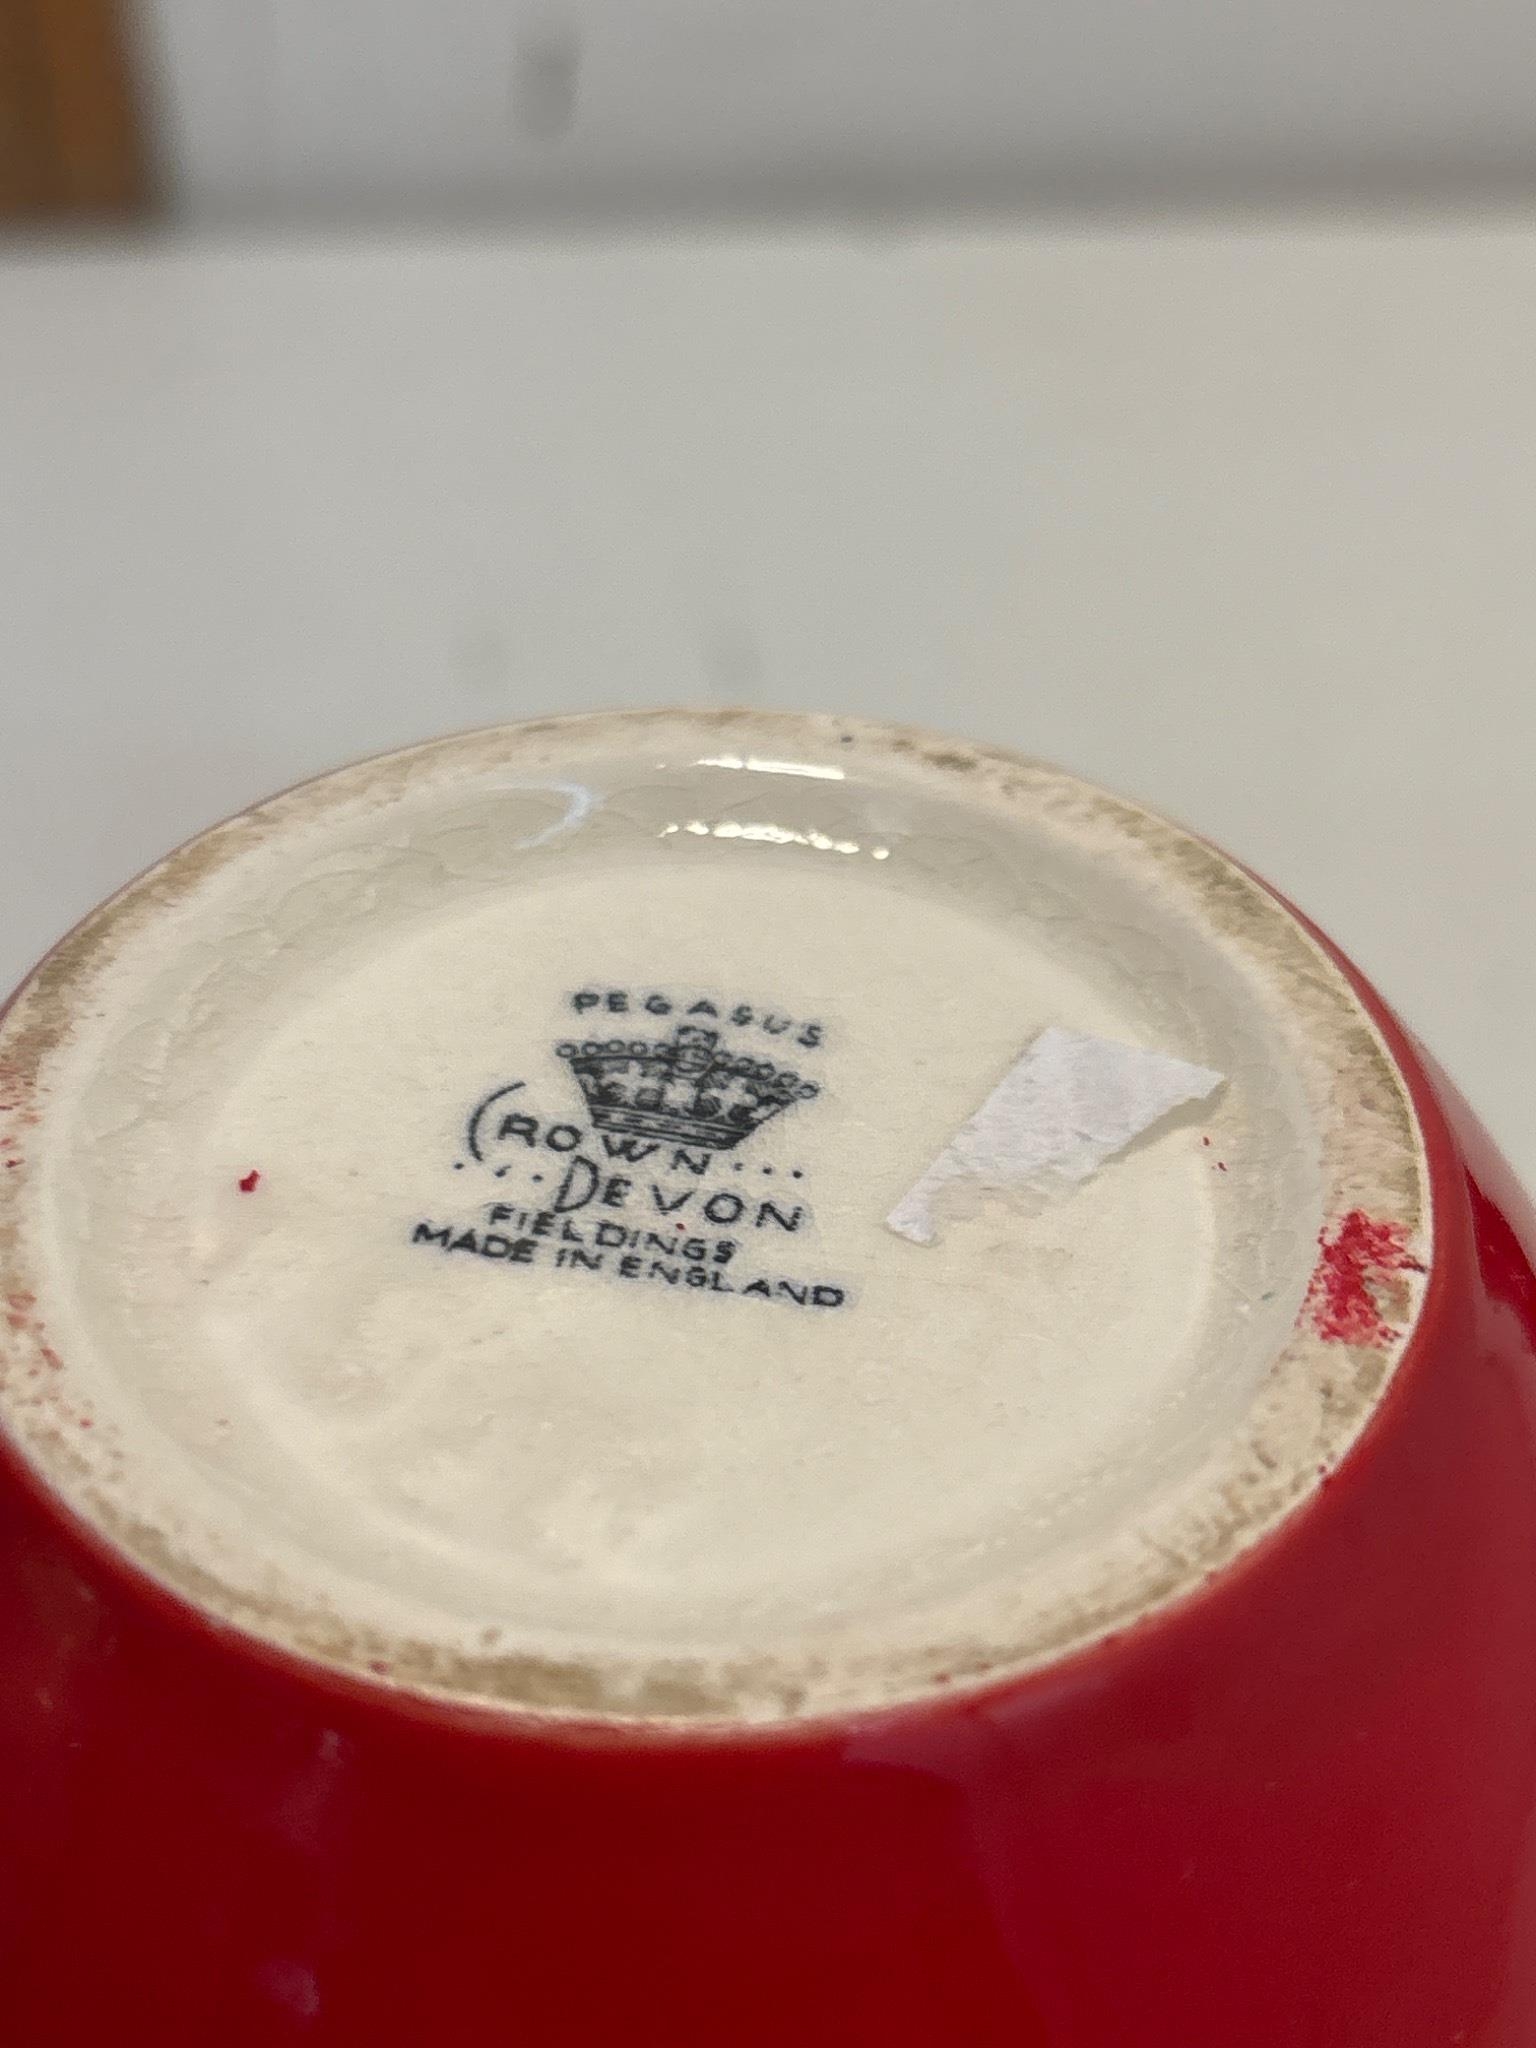 PEGASUS
CROWN...
...DEVON
FIELDINGS
MADE IN ENGLAND